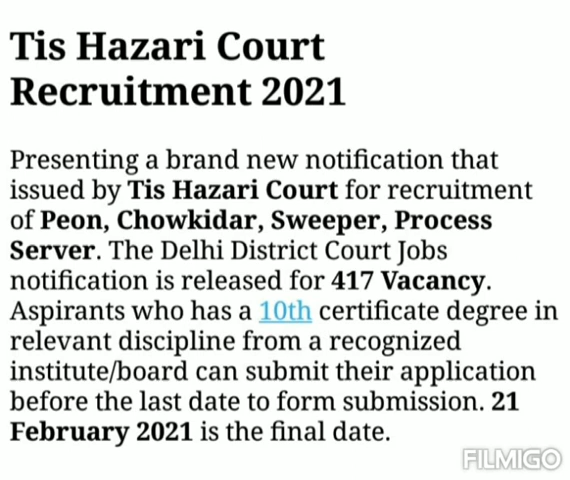 Tis Hazari Court
Recruitment 2021
Presenting a brand new notification that
issued by Tis Hazari Court for recruitment
of Peon, Chowkidar, Sweeper, Process
Server. The Delhi District Court Jobs
notification is released for 417 Vacancy.
Aspirants who has a 10th certificate degree in
relevant discipline from a recognized
institute/board can submit their application
before the last date to form submission. 21
February 2021 is the final date.
FILMIGO